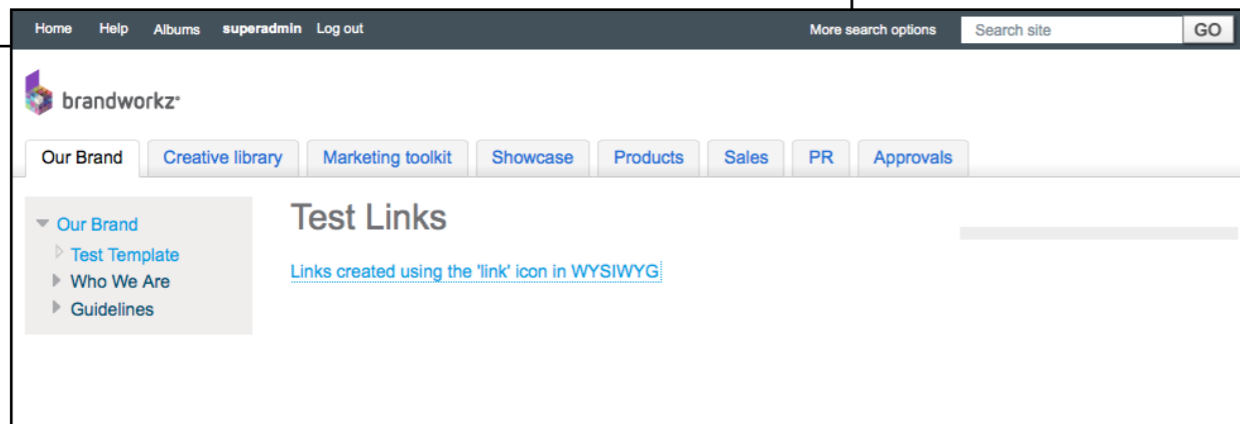 Home Help Albums superadmin Log out More search options Search site GO
brandworkz
Our Brand Creative library Marketing toolkit Showcase Products Sales PR Approvals
Our Brand
Test Template
Who We Are
Guidelines
Test Links
Links created using the 'link' icon in WYSIWYG